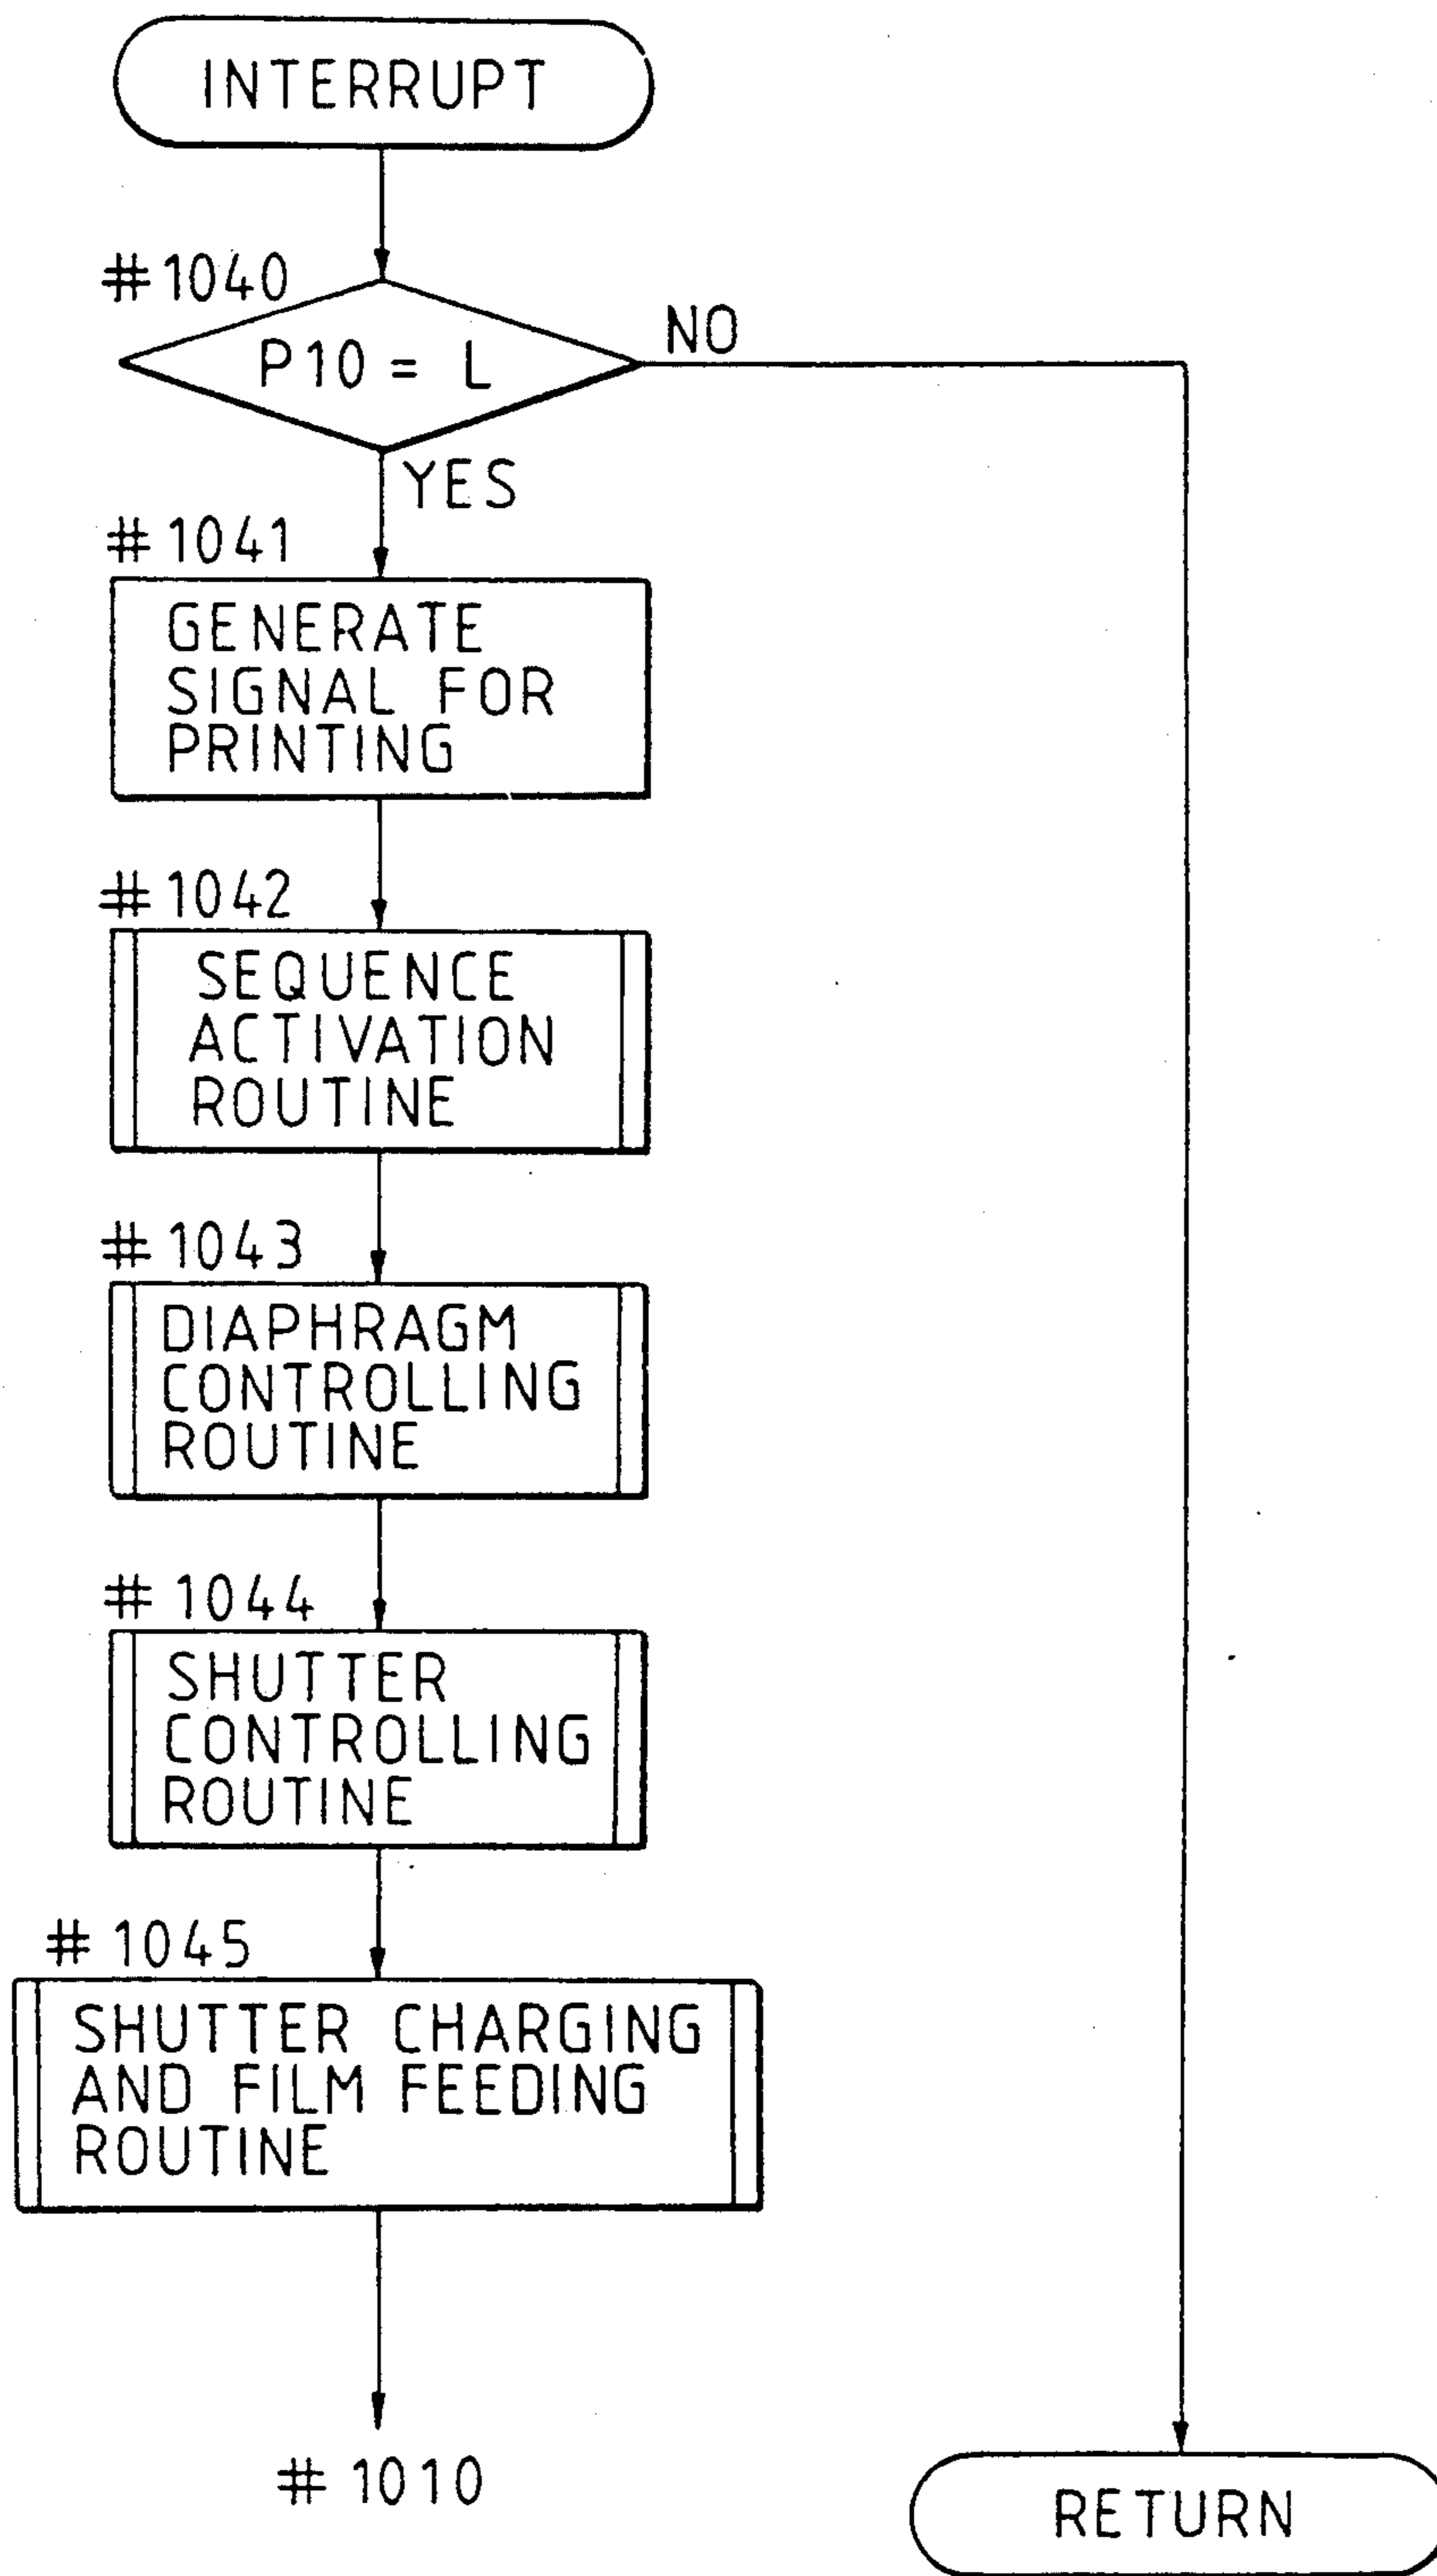 INTERRUPT
#1040
P10 = L
NO
YES
#1041
GENERATE
SIGNAL FOR
PRINTING
#1042
SEQUENCE
ACTIVATION
ROUTINE
#1043
DIAPHRAGM
CONTROLLING
ROUTINE
#1044
SHUTTER
CONTROLLING
ROUTINE
#1045
SHUTTER CHARGING
AND FILM FEEDING
ROUTINE
#1010
RETURN